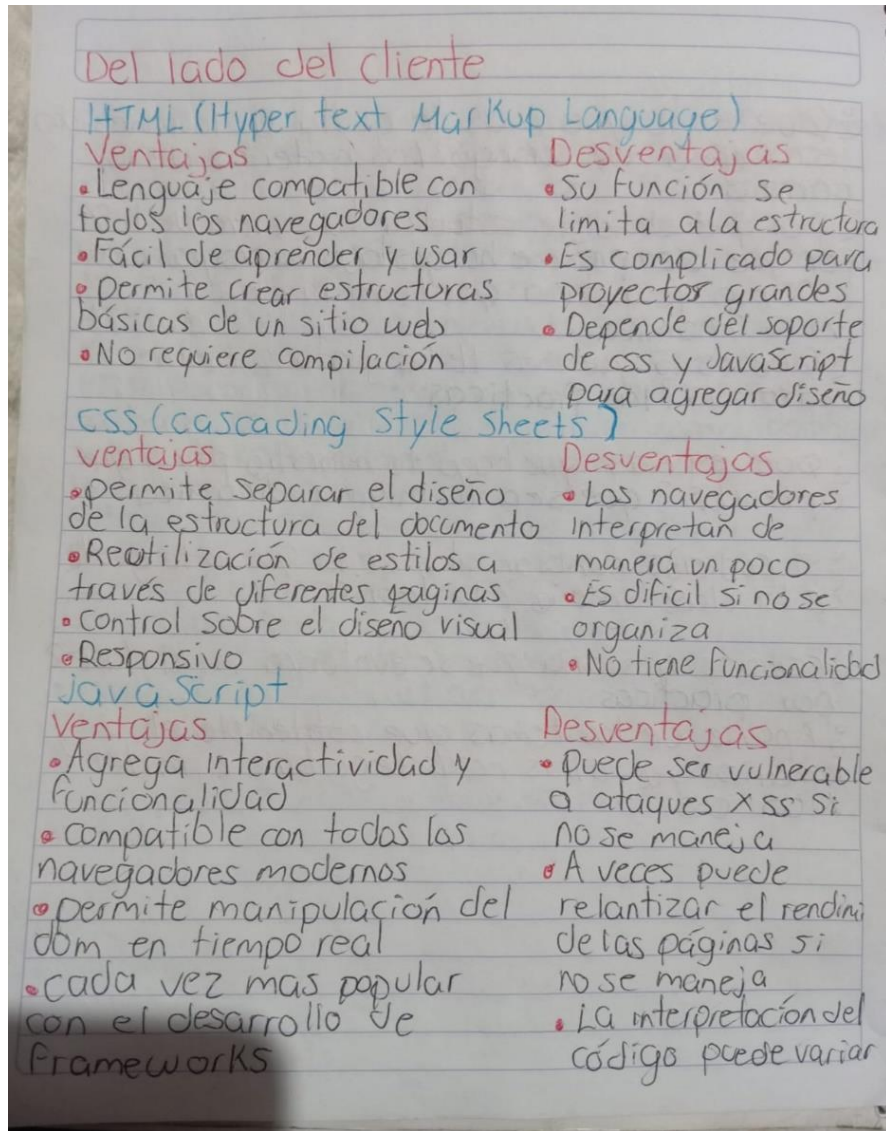 Del lado del cliente
HTML (Hyper text Markup Language)
Ventajas
• Lenguaje compatible con
todos los navegadores
• Fácil de aprender y usar
• permite crear estructuras
básicas de un sitio web
• No requiere compilación
Desventajas
• Su función se
limita ala estructura
• Es complicado para
proyector grandes
• Depende del soporte
de css y JavaScript
para agregar diseño
CSS (cascading Style Sheets)
ventajas
• permite separar el diseño
de la estructura del documento
• Reutilización de estilos a
través de diferentes paginas
• control sobre el diseño visual
• Responsivo
Desventajas
• Los navegadores
interpretan de
manera un poco
• Es dificil si no se
organiza
• No tiene funcionalidad
java Script
Ventajas
• Agrega interactividad y
funcionalidad
• compatible con todos los
navegadores modernos
• permite manipulación del
dom en tiempo real
• cada vez mas popular
con el desarrollo de
frameworks
Desventajas
• puede ser vulnerable
a ataques xss si
no se maneja
• A veces puede
relantizar el rendimi
delas páginas si
no se maneja
• La interpretación del
código puede variar